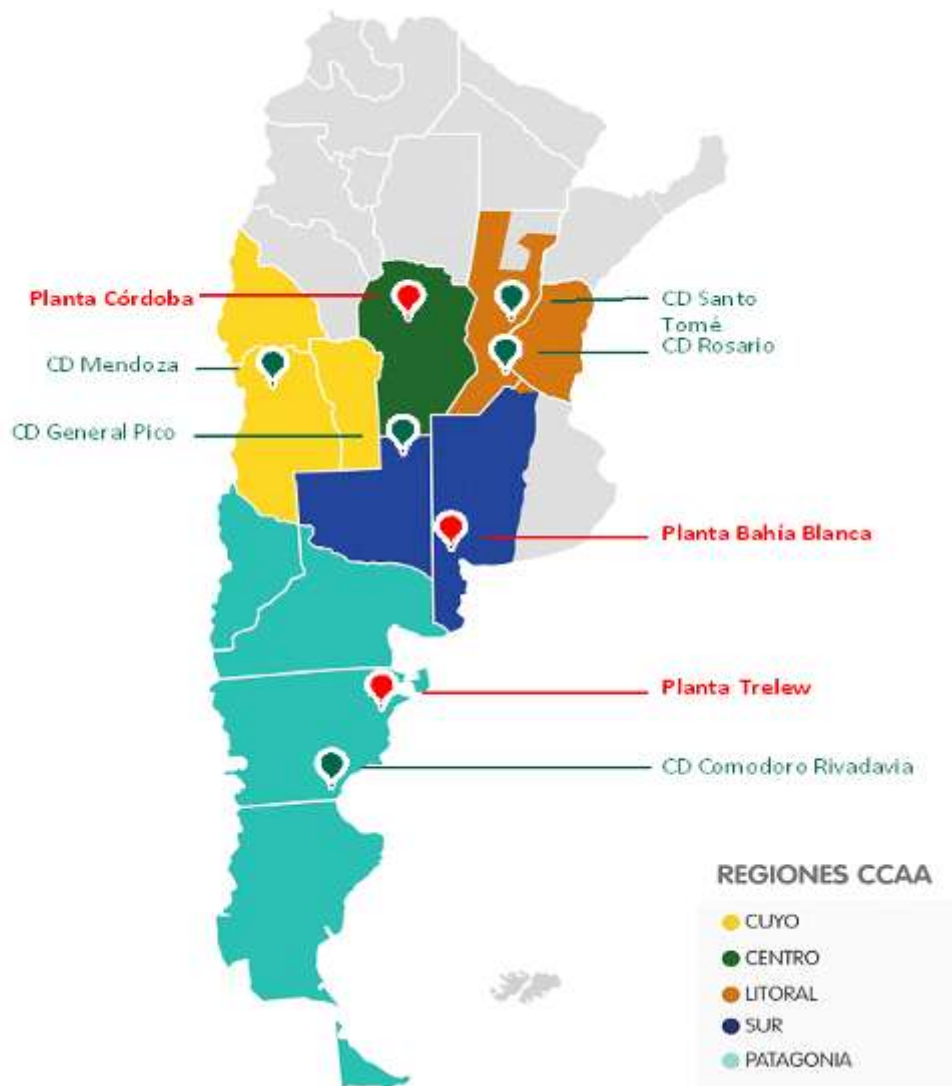 Planta Córdoba
CD Santo
Tomé
CD Rosario
CD Mendoza
CD General Pico
Planta Bahía Blanca
Planta Trelew
CD Comodoro Rivadavia
REGIONES CCAA
CUYO
CENTRO
LITORAL
SUR
PATAGONIA